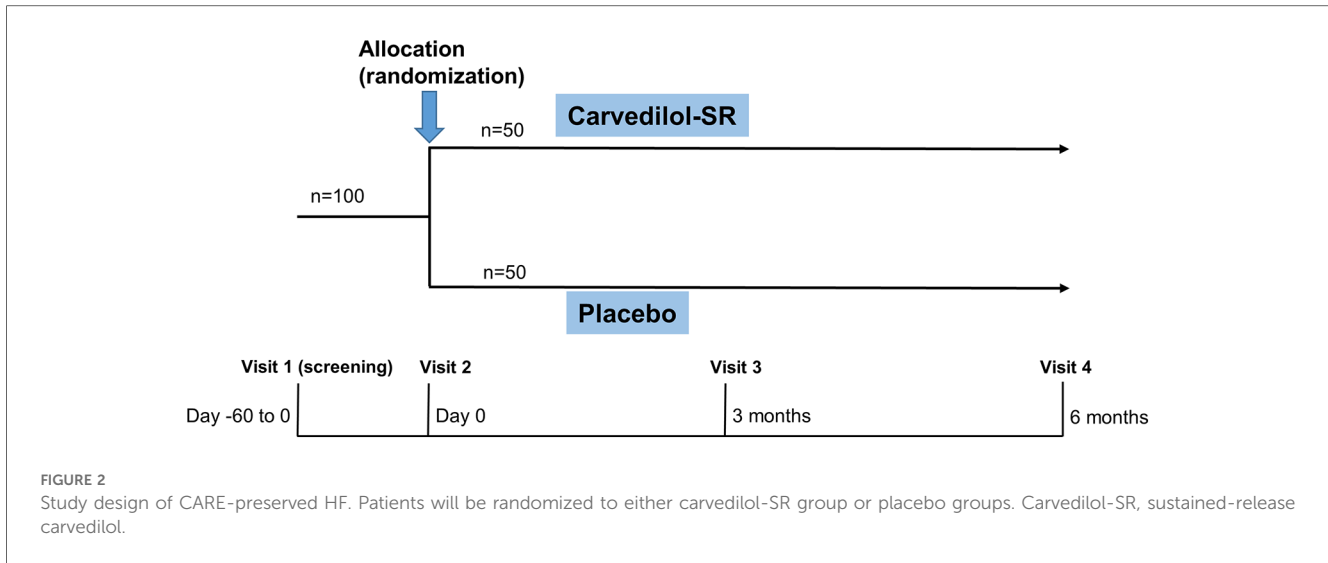 Allocation
(randomization)
Carvedilol-SR
n=50
n=100
n=50
Placebo
Visit 1 (screening)
Visit 2
Visit 3
Visit 4
Day -60 to 0
Day 0
3 months
6 months
FIGURE 2
Study design of CARE-preserved HF. Patients will be randomized to either carvedilol-SR group or placebo groups. Carvedilol-SR, sustained-release
carvedilol.